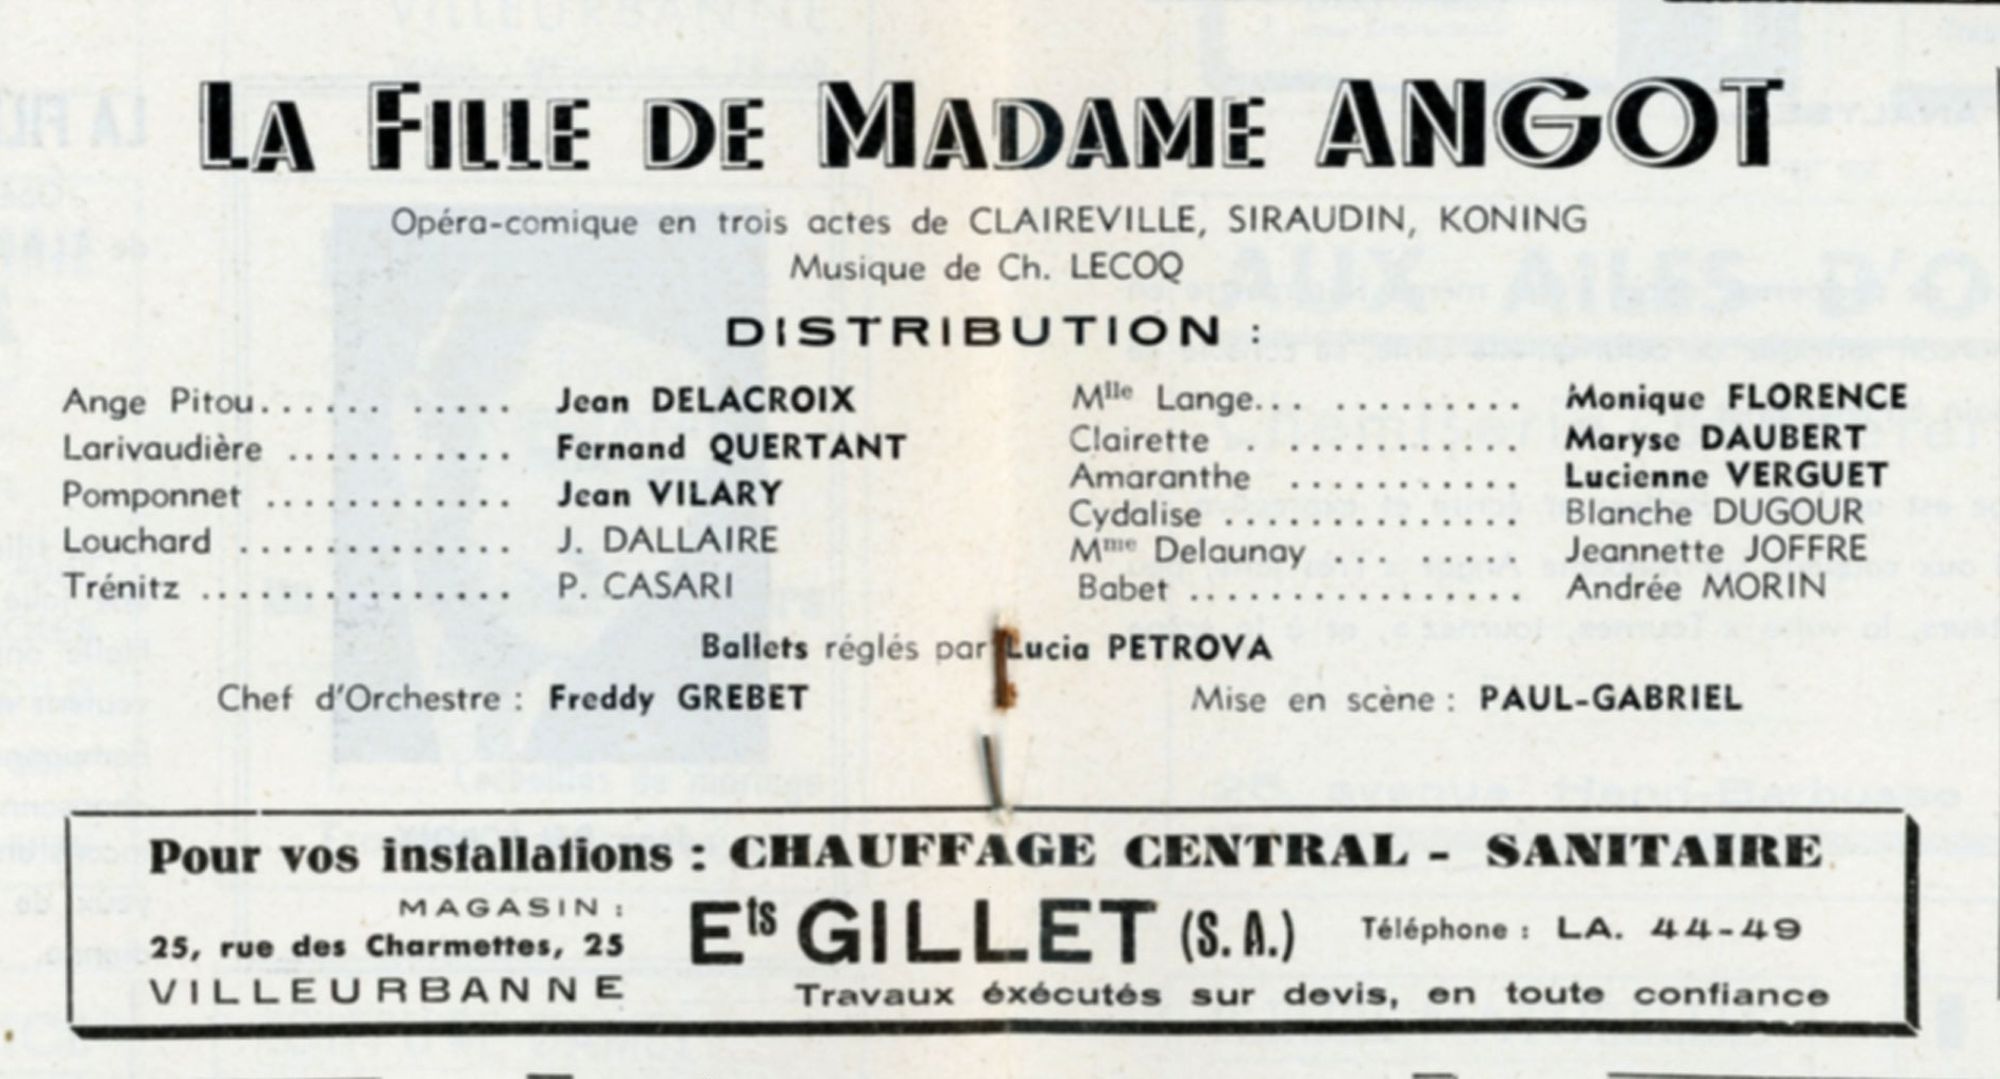 LA FILLE DE MADAME ANGOT
Opéra-comique en trois actes de CLAIREVILLE, SIRAUDIN, KONING
Musique de Ch. LECOQ
DISTRIBUTION :
Ange Pitou...... ..... Jean DELACROIX
Larivaudière ........... Fernand QUERTANT
Pomponnet ............ Jean VILARY
Louchard ............. J. DALLAIRE
Trénitz ............... P. CASARI
Mlle Lange... ......... Monique FLORENCE
Clairette . ........... Maryse DAUBERT
Amaranthe ........... Lucienne VERGUET
Cydalise .............. Blanche DUGOUR
Mme Delaunay ... ..... Jeannette JOFFRE
Babet ................ Andrée MORIN
Ballets réglés par Lucia PETROVA
Chef d'Orchestre : Freddy GREBET
Mise en scène : PAUL-GABRIEL
Pour vos installations : CHAUFFAGE CENTRAL - SANITAIRE
MAGASIN :
25, rue des Charmettes, 25
VILLEURBANNE
Ets GILLET (S. A.)
Téléphone : LA. 44-49
Travaux éxécutés sur devis, en toute confiance